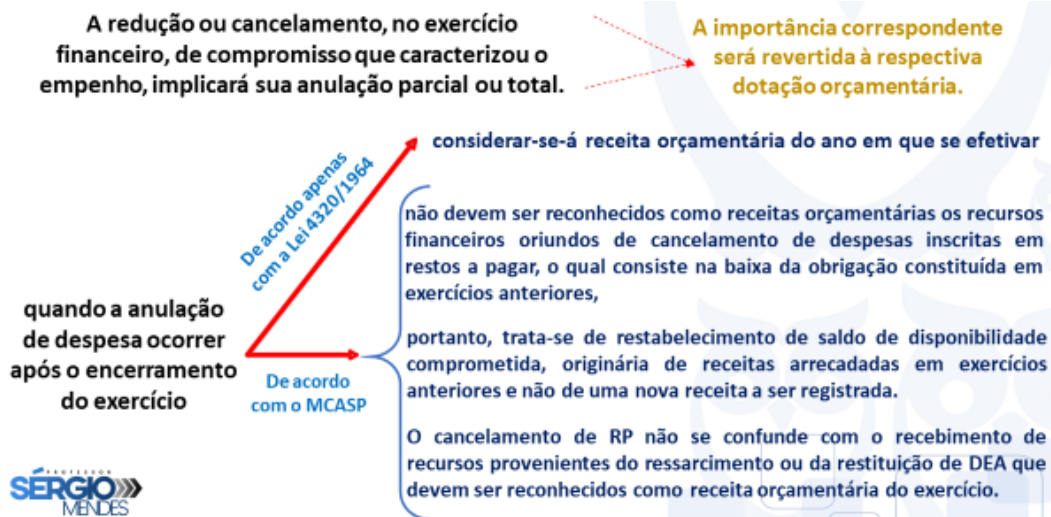 A redução ou cancelamento, no exercício
financeiro, de compromisso que caracterizou o
empenho, implicará sua anulação parcial ou total.
A importância correspondente
será revertida à respectiva
dotação orçamentária.
De acordo apenas
com a Lei 4320/1964
considerar-se-á receita orçamentária do ano em que se efetivar
quando a anulação
de despesa ocorrer
após o encerramento
do exercício
De acordo
com o MCASP
não devem ser reconhecidos como receitas orçamentárias os recursos
financeiros oriundos de cancelamento de despesas inscritas em
restos a pagar, o qual consiste na baixa da obrigação constituída em
exercícios anteriores,
portanto, trata-se de restabelecimento de saldo de disponibilidade
comprometida, originária de receitas arrecadadas em exercícios
anteriores e não de uma nova receita a ser registrada.
O cancelamento de RP não se confunde com o recebimento de
recursos provenientes do ressarcimento ou da restituição de DEA que
devem ser reconhecidos como receita orçamentária do exercício.
PROFESSOR
SÉRGIO
MENDES